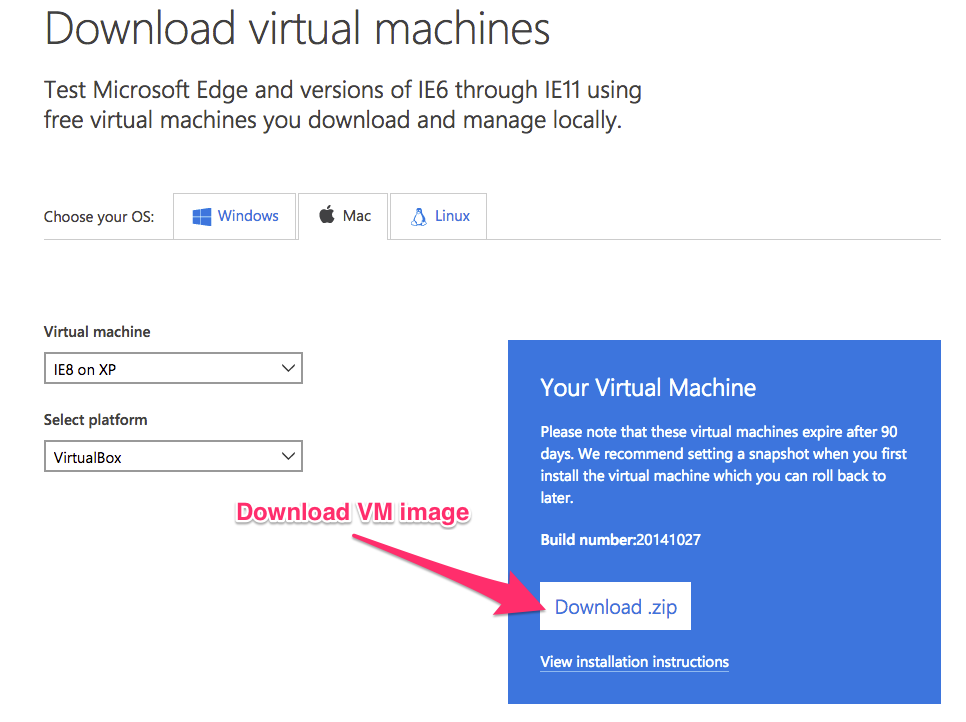 Download virtual machines
Test Microsoft Edge and versions of IE6 through IE11 using
free virtual machines you download and manage locally.
Choose your OS:
Windows
Mac
Linux
Virtual machine
IE8 on XP
Select platform
VirtualBox
Download VM image
Your Virtual Machine
Please note that these virtual machines expire after 90
days. We recommend setting a snapshot when you first
install the virtual machine which you can roll back to
later.
Build number:20141027
Download .zip
View installation instructions